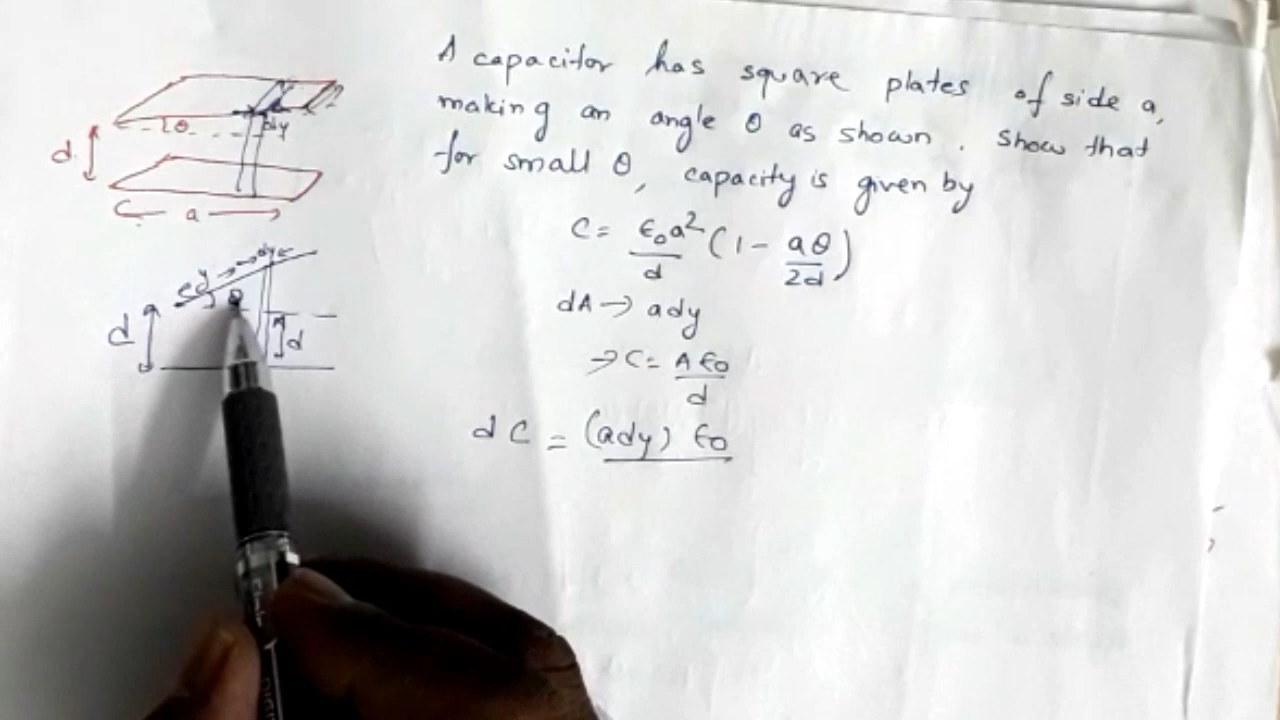 A capacitor has square plates of side a,
making an angle θ as shown. Show that
for small θ, capacity is given by
C = ε₀a²/d (1 - aθ/2d)
dA → ady
→ C = Aε₀/d
dC = (ady) ε₀
θ
dy
d
a
y
dy
θ
d
d